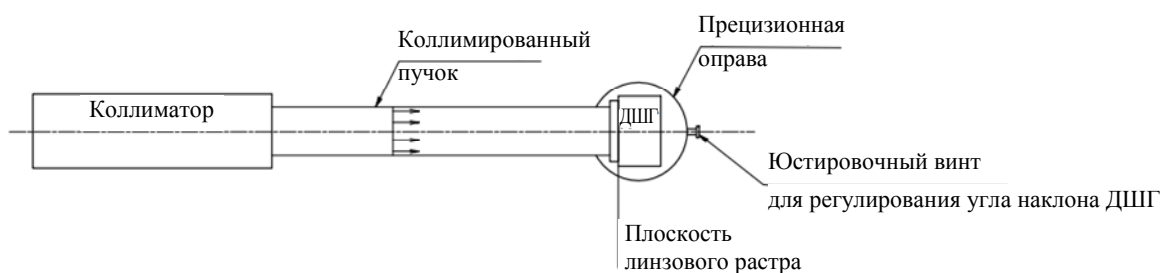 Прецизионная
оправа
Коллимированный
пучок
Коллиматор
ДШГ
Юстировочный винт
для регулирования угла наклона ДШГ
Плоскость
линзового растра